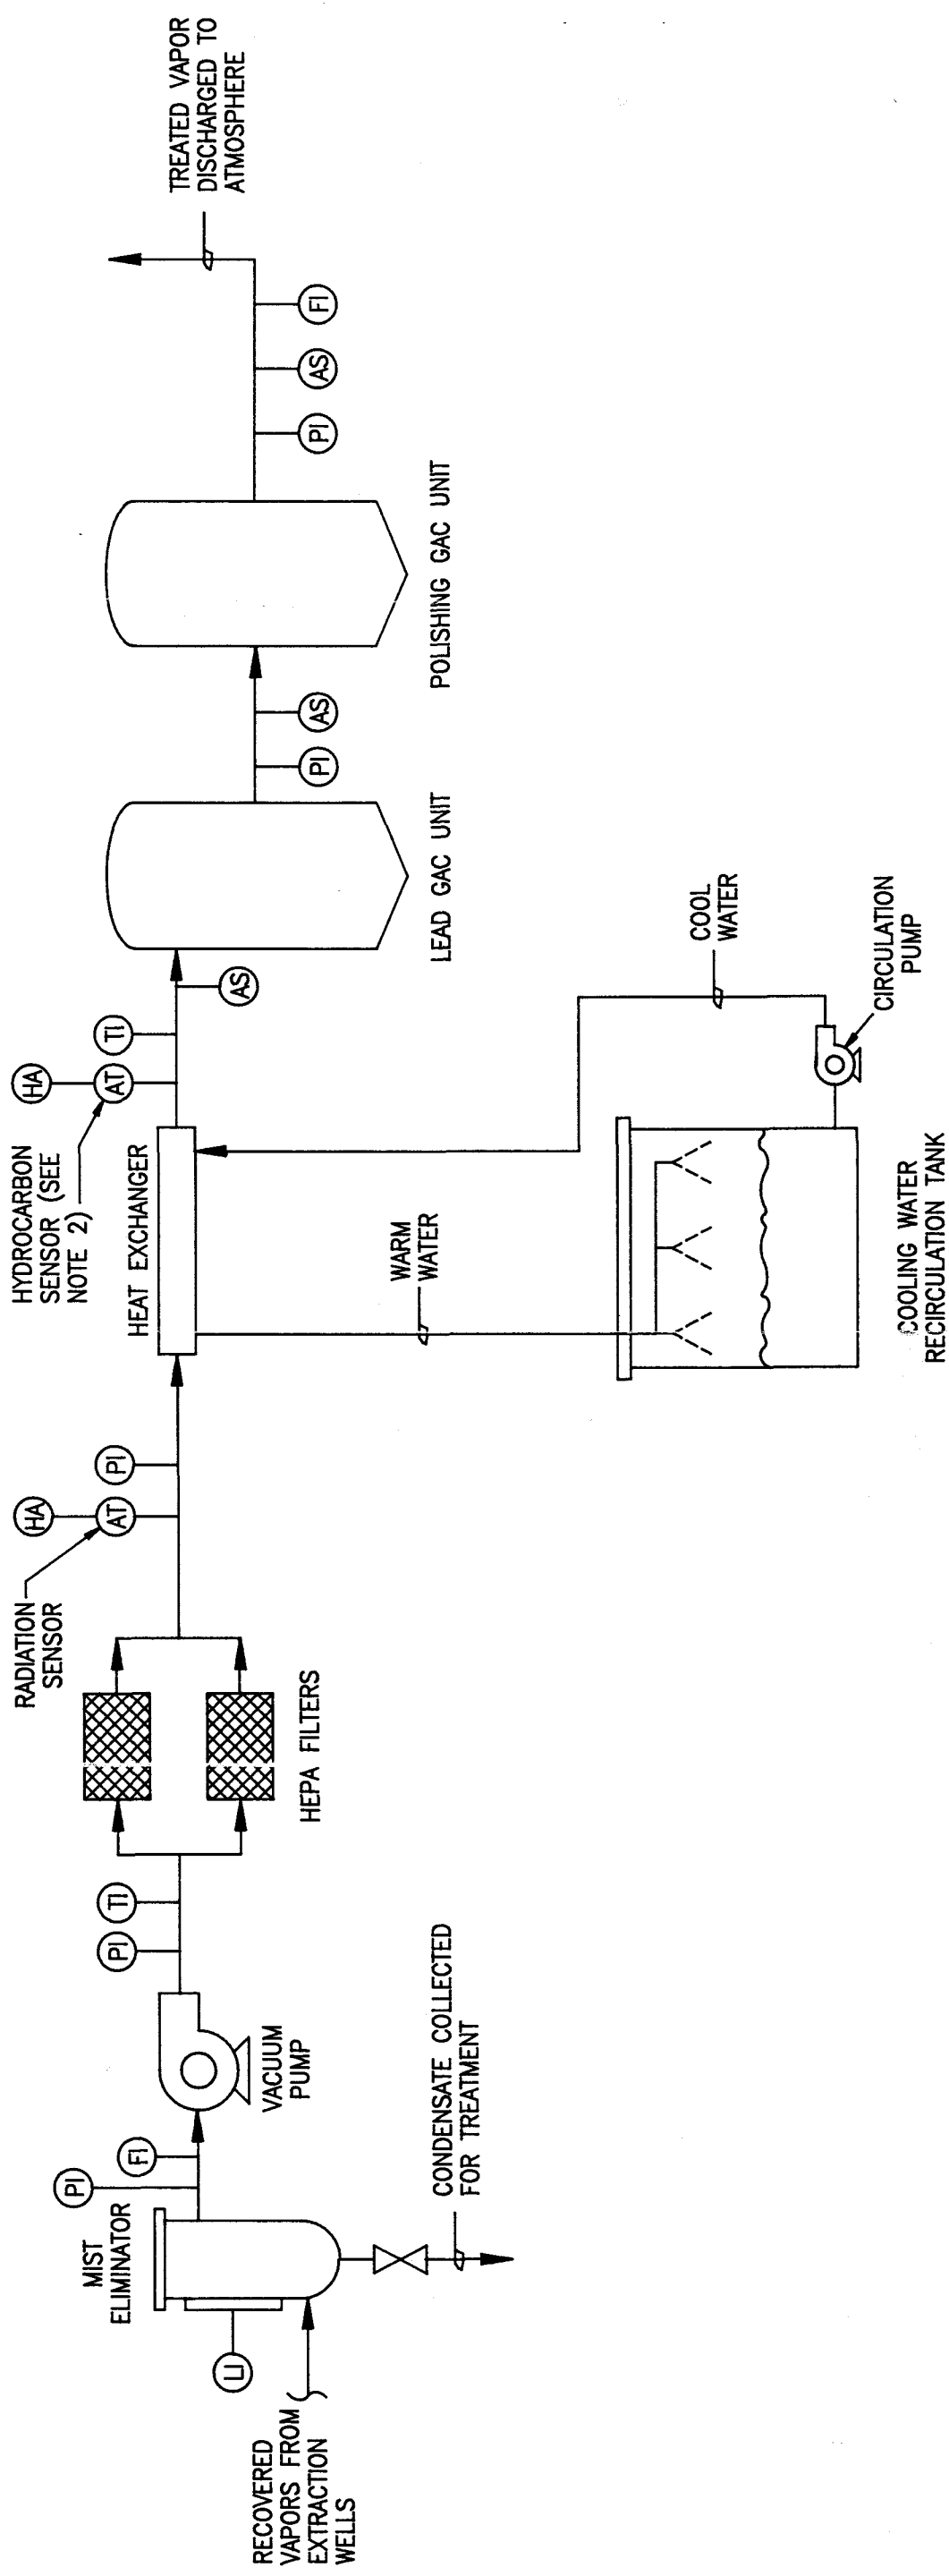 RECOVERED
VAPORS FROM
EXTRACTION
WELLS
LI
MIST
ELIMINATOR
PI
FI
CONDENSATE COLLECTED
FOR TREATMENT
VACUUM
PUMP
PI
TI
HEPA FILTERS
RADIATION
SENSOR
HA
AT
PI
HEAT EXCHANGER
HYDROCARBON
SENSOR (SEE
NOTE 2)
HA
AT
TI
AS
WARM
WATER
COOL
WATER
COOLING WATER
RECIRCULATION TANK
CIRCULATION
PUMP
LEAD GAC UNIT
PI
AS
POLISHING GAC UNIT
PI
AS
FI
TREATED VAPOR
DISCHARGED TO
ATMOSPHERE